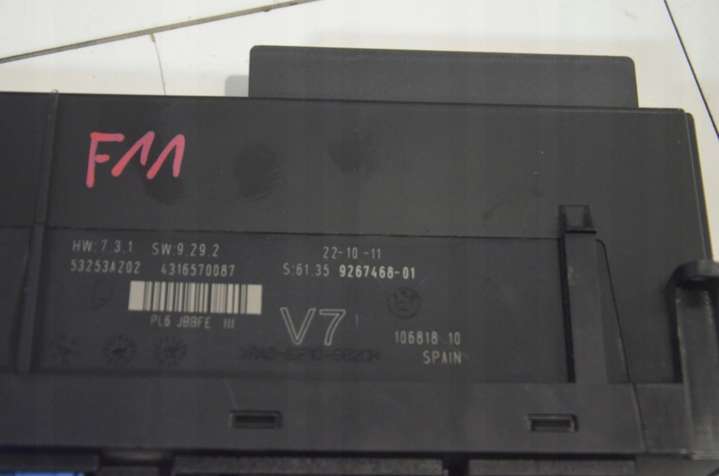 F11
HW:7.3.1 SW:9.29.2 22-10-11
53253AZ02 4316570087 S:61.35 9267468-01
PL6 JBBFE III
V7
106818.10
SPAIN